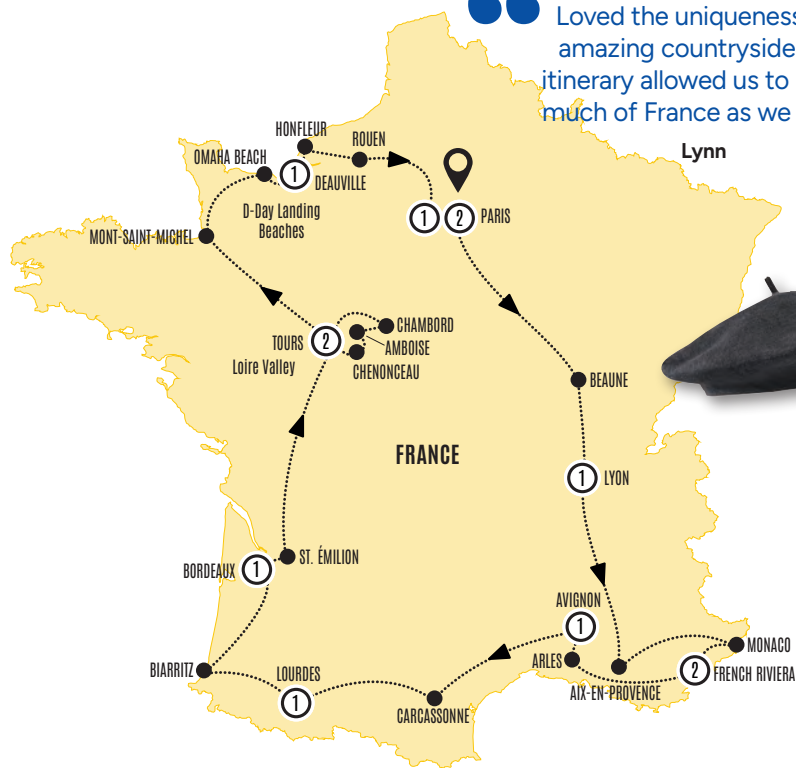 Loved the uniqueness
amazing countryside
itinerary allowed us to
much of France as we
Lynn
HONFLEUR
ROUEN
OMAHA BEACH
1
DEAUVILLE
D-Day Landing
Beaches
1
2
PARIS
MONT-SAINT-MICHEL
CHAMBORD
TOURS
2
AMBOISE
Loire Valley
CHENONCEAU
BEAUNE
FRANCE
1
LYON
ST. ÉMILION
BORDEAUX
1
AVIGNON
1
MONACO
ARLES
2
FRENCH RIVIERA
BIARRITZ
LOURDES
AIX-EN-PROVENCE
1
CARCASSONNE